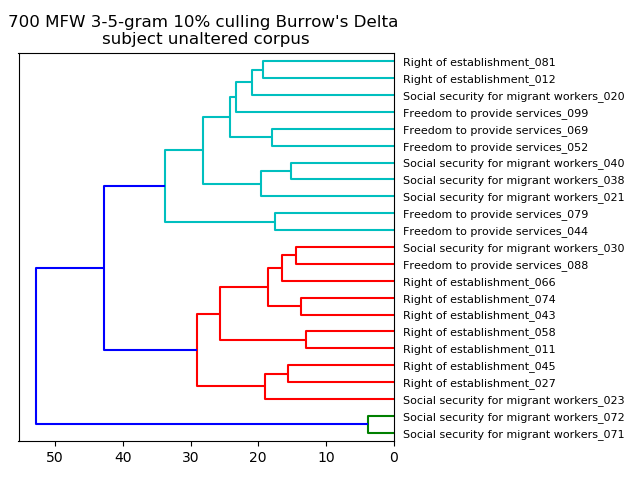 700 MFW 3-5-gram 10% culling Burrow's Delta
subject unaltered corpus
Right of establishment_081
Right of establishment_012
Social security for migrant workers_020
Freedom to provide services_099
Freedom to provide services_069
Freedom to provide services_052
Social security for migrant workers_040
Social security for migrant workers_038
Social security for migrant workers_021
Freedom to provide services_079
Freedom to provide services_044
Social security for migrant workers_030
Freedom to provide services_088
Right of establishment_066
Right of establishment_074
Right of establishment_043
Right of establishment_058
Right of establishment_011
Right of establishment_045
Right of establishment_027
Social security for migrant workers_023
Social security for migrant workers_072
Social security for migrant workers_071
50 40 30 20 10 0